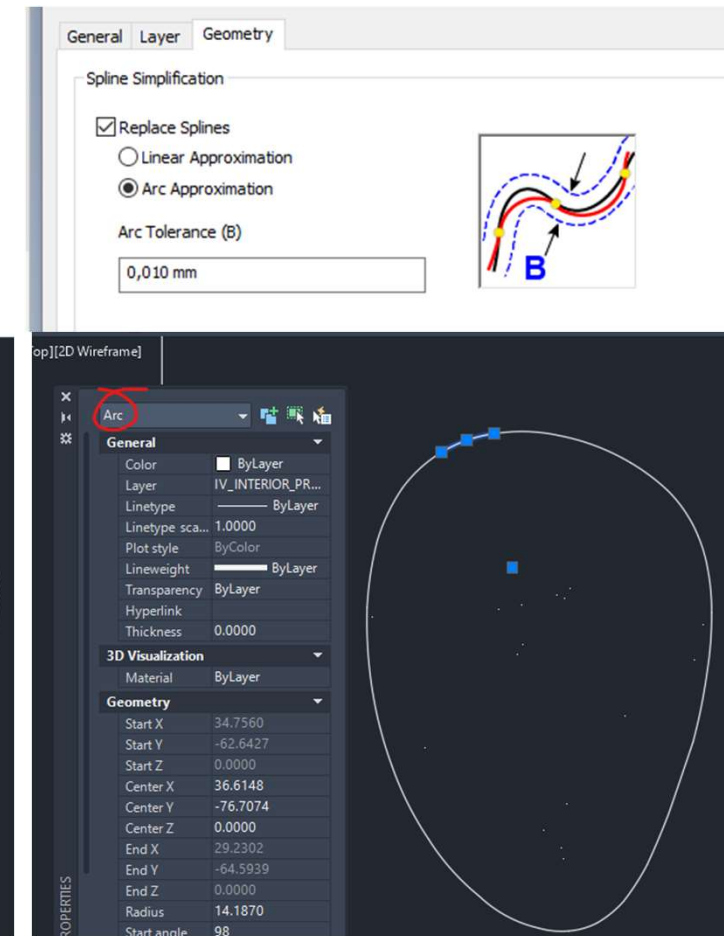 General Layer Geometry
Spline Simplification
Replace Splines
Linear Approximation
Arc Approximation
Arc Tolerance (B)
0,010 mm
B
op][2D Wireframe]
Arc
General
Color ByLayer
Layer IV_INTERIOR_PR...
Linetype ByLayer
Linetype sca... 1.0000
Plot style ByColor
Lineweight ByLayer
Transparency ByLayer
Hyperlink
Thickness 0.0000
3D Visualization
Material ByLayer
Geometry
Start X 34.7560
Start Y -62.6427
Start Z 0.0000
Center X 36.6148
Center Y -76.7074
Center Z 0.0000
End X 29.2302
End Y -64.5939
End Z 0.0000
Radius 14.1870
Start angle 98
ROPERTIES